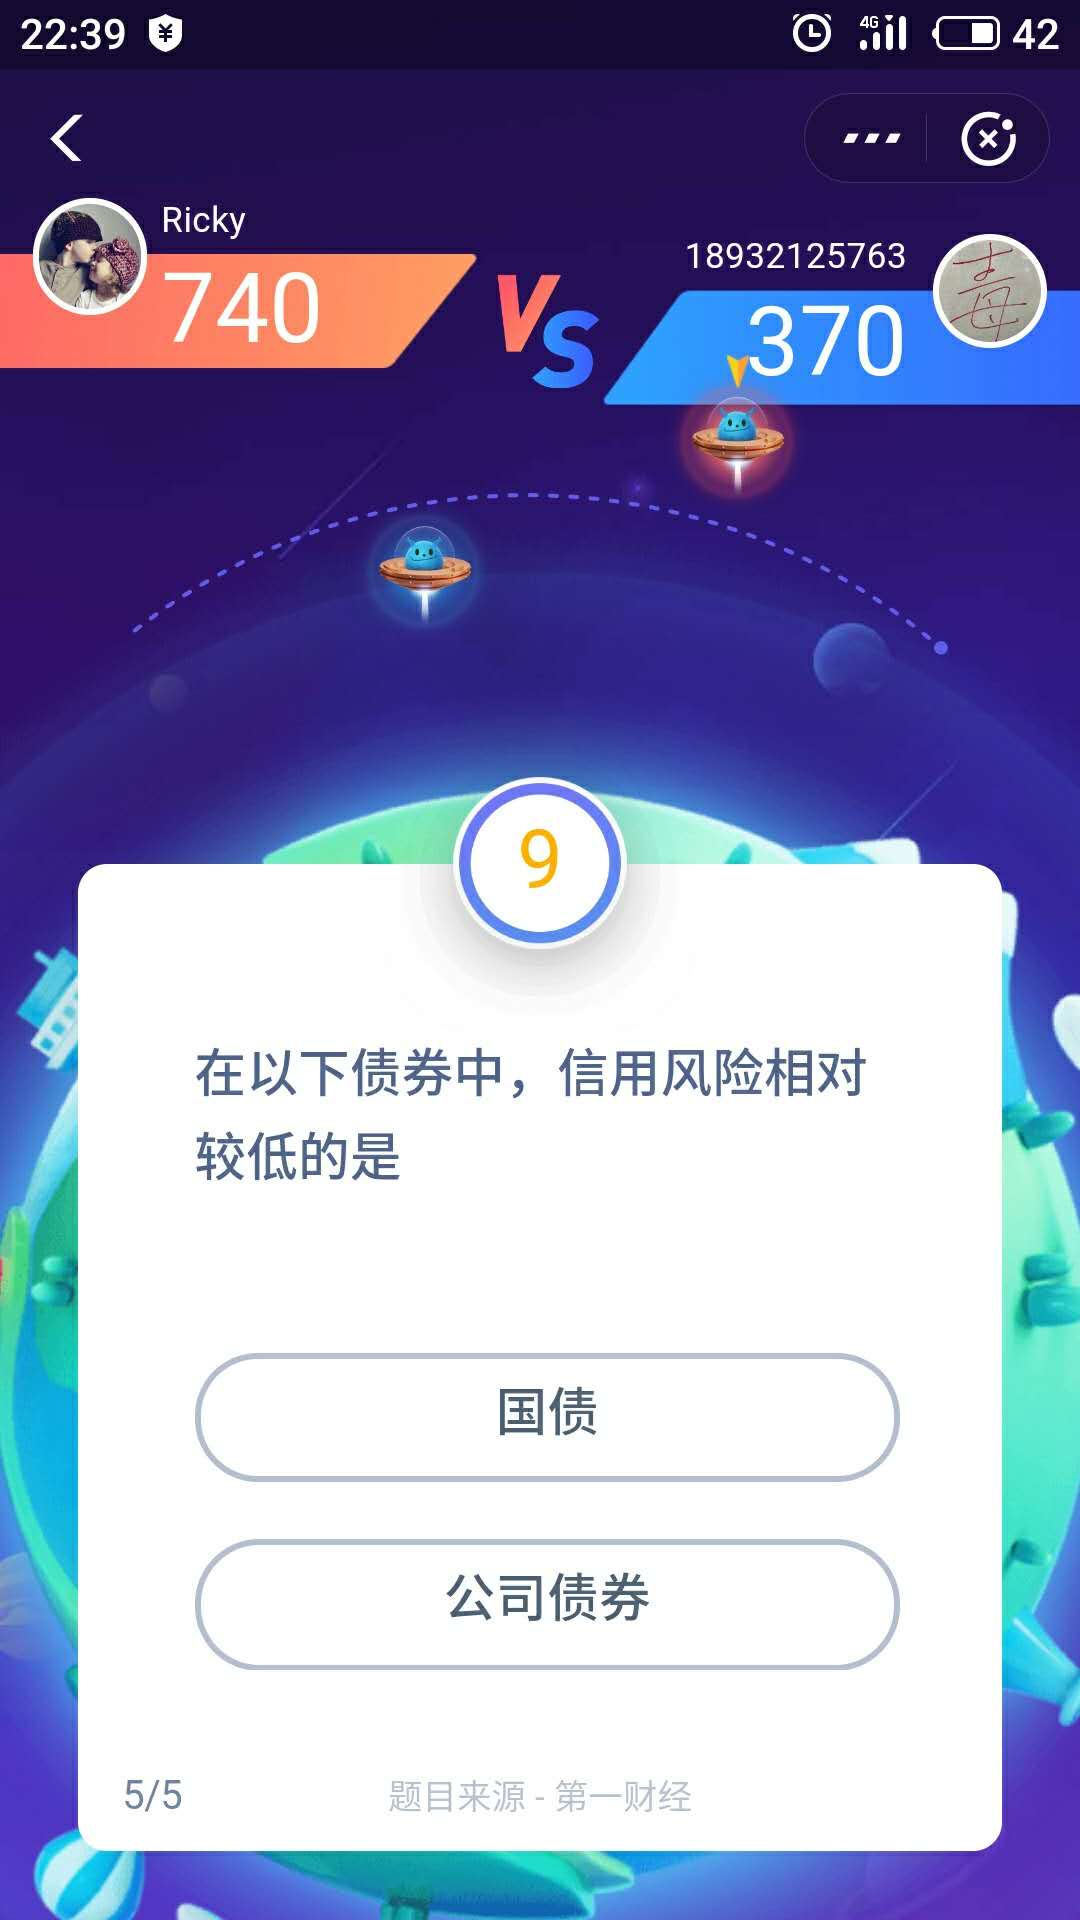 22:39
4G
42
Ricky
740
VS
18932125763
370
毒
9
在以下债券中，信用风险相对
较低的是
国债
公司债券
5/5
题目来源 - 第一财经